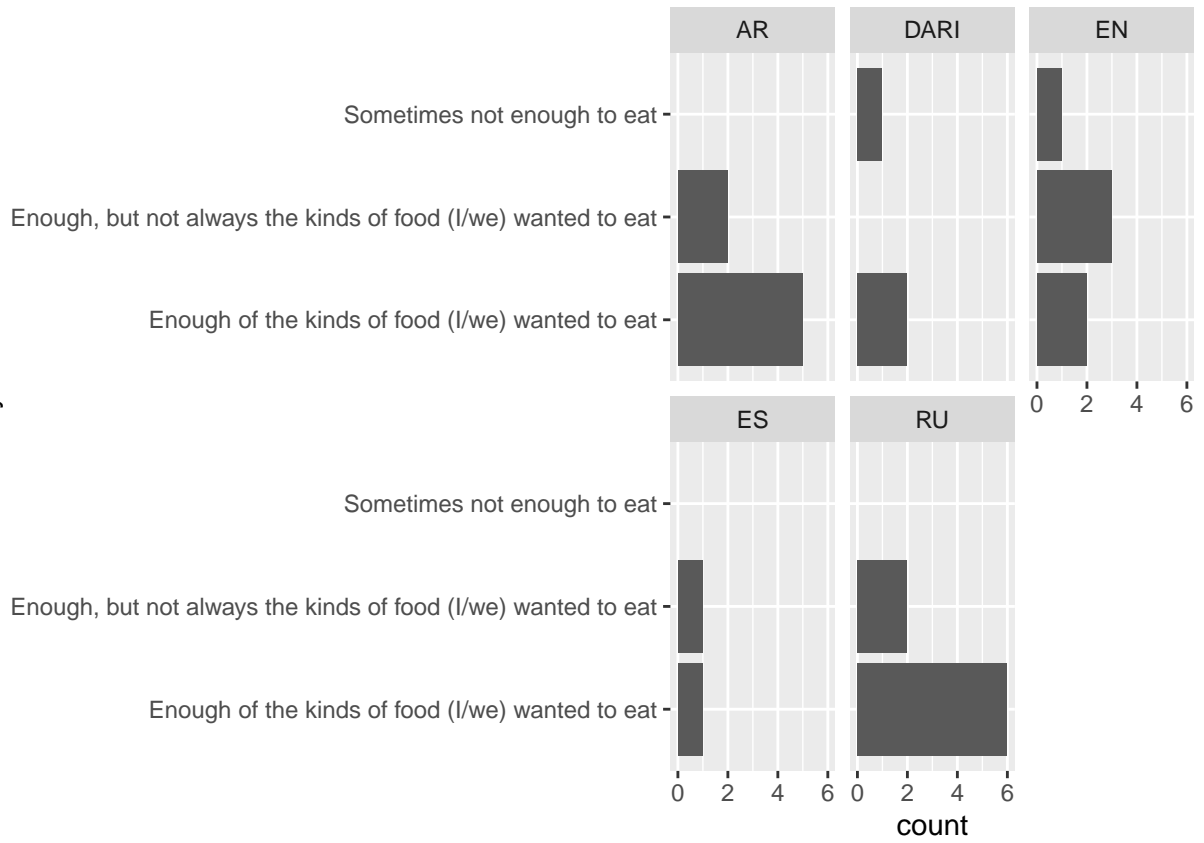 AR DARI EN
Sometimes not enough to eat
Enough, but not always the kinds of food (I/we) wanted to eat
Enough of the kinds of food (I/we) wanted to eat
0 2 4 6
ES RU
Sometimes not enough to eat
Enough, but not always the kinds of food (I/we) wanted to eat
Enough of the kinds of food (I/we) wanted to eat
0 2 4 6 0 2 4 6
count